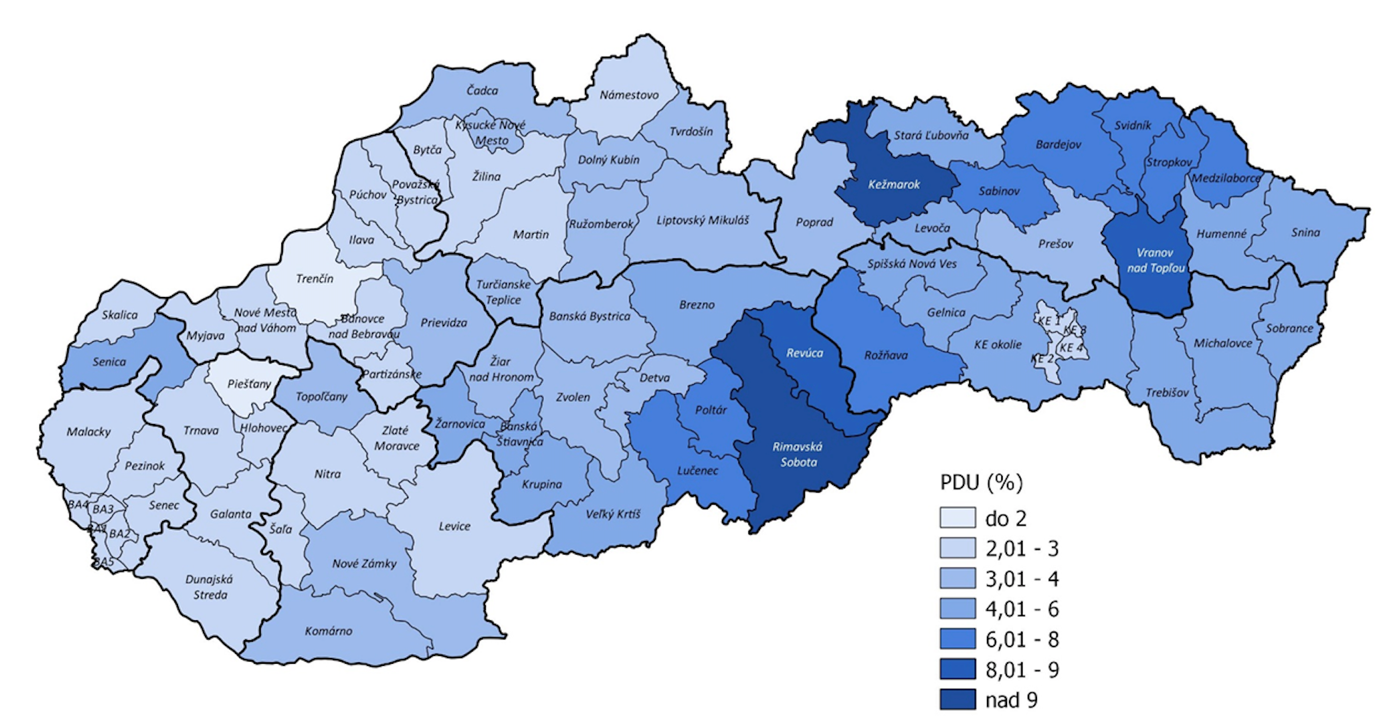 Čadca
Námestovo
Kysucké Nové
Mesto
Tvrdošín
Bytča
Dolný Kubín
Žilina
Považská
Bystrica
Púchov
Ružomberok
Liptovský Mikuláš
Martin
Ilava
Trenčín
Turčianske
Teplice
Stará Ľubovňa
Bardejov
Svidník
Stropkov
Medzilaborce
Kežmarok
Sabinov
Poprad
Levoča
Prešov
Humenné
Snina
Vranov
nad Topľou
Spišská Nová Ves
Gelnica
KE okolie
KE 1
KE 3
KE 4
KE 2
Michalovce
Sobrance
Trebišov
Rožňava
Revúca
Brezno
Banská Bystrica
Skalica
Nové Mesto
nad Váhom
Myjava
Bánovce
nad Bebravou
Prievidza
Senica
Piešťany
Partizánske
Topoľčany
Žiar
nad Hronom
Detva
Zvolen
Poltár
Malacky
Trnava
Hlohovec
Zlaté
Moravce
Žarnovica
Banská
Štiavnica
Rimavská
Sobota
Pezinok
Nitra
Lučenec
Krupina
Senec
Galanta
Šaľa
Levice
Veľký Krtíš
BA4
BA3
BA1
BA2
BA5
Nové Zámky
Dunajská
Streda
Komárno
PDU (%)
do 2
2,01 - 3
3,01 - 4
4,01 - 6
6,01 - 8
8,01 - 9
nad 9